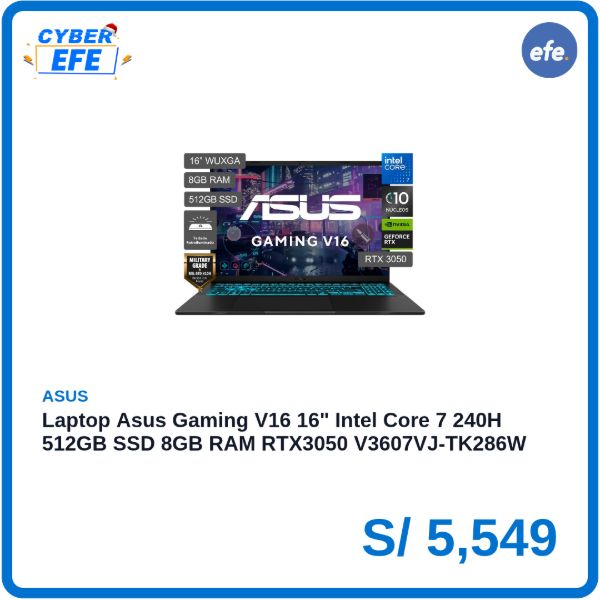 CYBER
EFE
efe.
16" WUXGA
8GB RAM
512GB SSD
intel
CORE
10
NÚCLEOS
NVIDIA
GEFORCE
RTX
RTX 3050
ASUS
GAMING V16
MILITARY
GRADE
ASUS
Laptop Asus Gaming V16 16" Intel Core 7 240H
512GB SSD 8GB RAM RTX3050 V3607VJ-TK286W
S/ 5,549